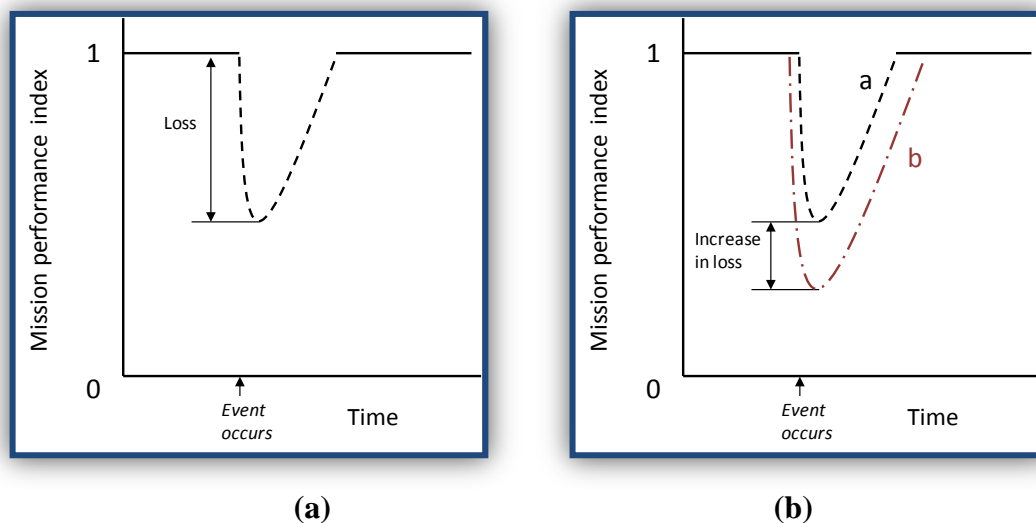 Mission performance index
1
Loss
0
Event
occurs
Time
(a)
Mission performance index
1
a
b
Increase
in loss
0
Event
occurs
Time
(b)